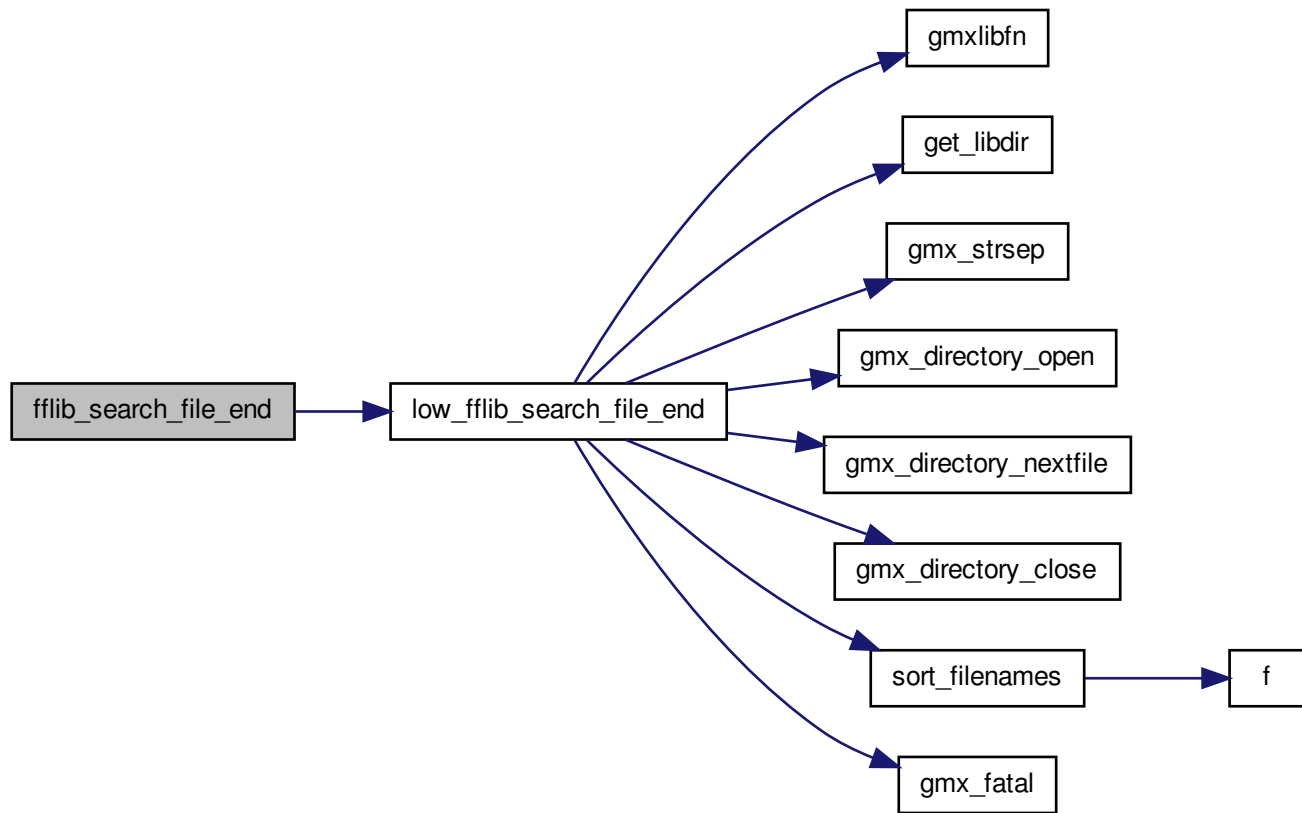 gmxlibfn
get_libdir
gmx_strsep
gmx_directory_open
fflib_search_file_end
low_fflib_search_file_end
gmx_directory_nextfile
gmx_directory_close
sort_filenames
f
gmx_fatal